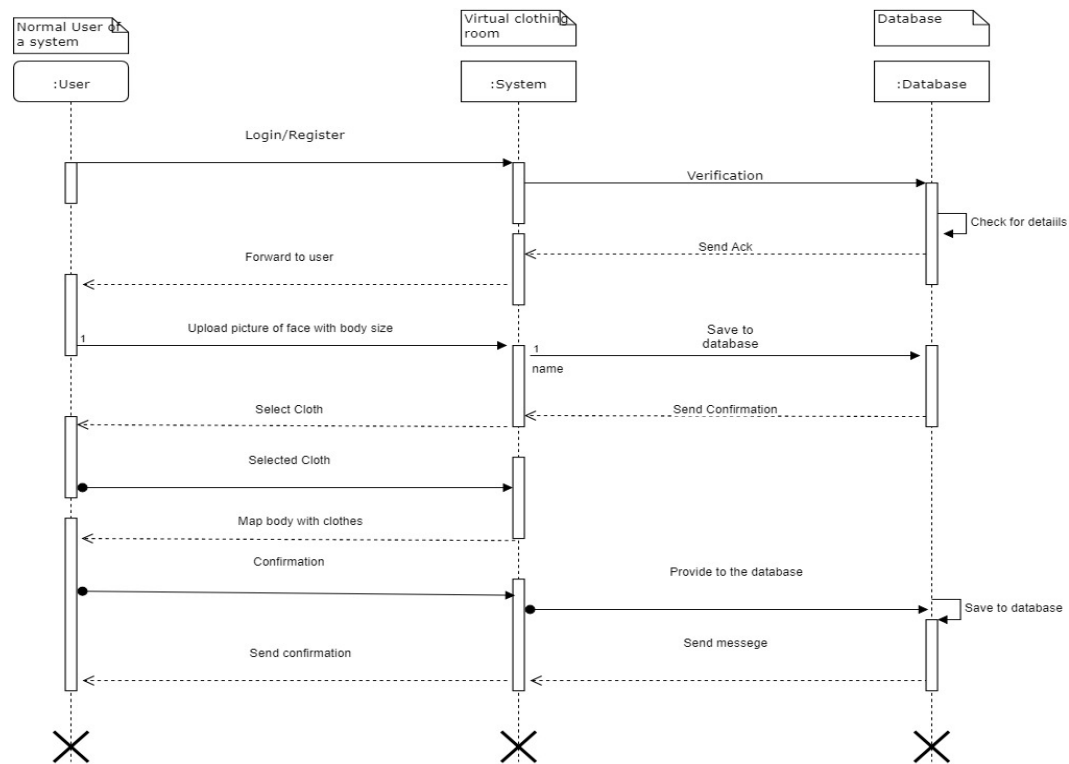 Normal User of
a system
Virtual clothing
room
Database
:User
:System
:Database
Login/Register
Verification
Check for detaiils
Send Ack
Forward to user
Upload picture of face with body size
1
Save to
database
1
name
Select Cloth
Send Confirmation
Selected Cloth
Map body with clothes
Confirmation
Provide to the database
Save to database
Send messege
Send confirmation